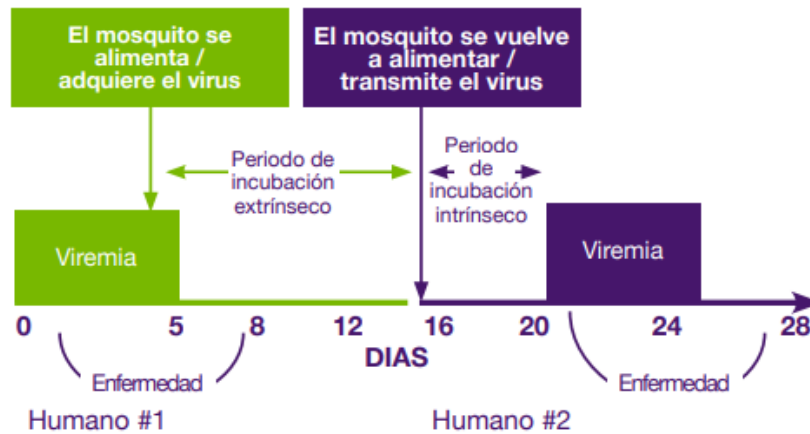 El mosquito se
alimenta /
adquiere el virus
El mosquito se vuelve
a alimentar /
transmite el virus
Periodo de
incubación
extrínseco
Periodo
de
incubación
intrínseco
Viremia
Viremia
0 5 8 12 16 20 24 28
DIAS
Enfermedad
Enfermedad
Humano #1
Humano #2